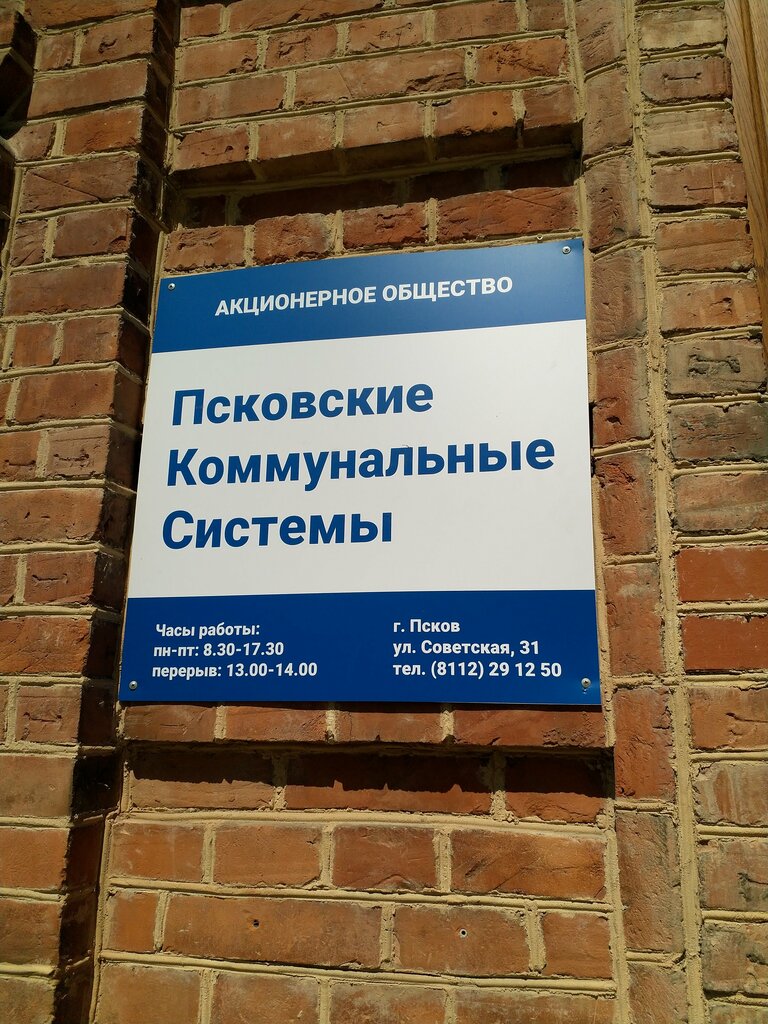 АКЦИОНЕРНОЕ ОБЩЕСТВО
Псковские
Коммунальные
Системы
Часы работы:
пн-пт: 8.30-17.30
перерыв: 13.00-14.00
г. Псков
ул. Советская, 31
тел. (8112) 29 12 50